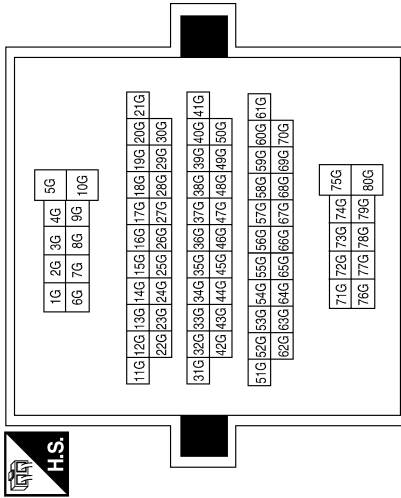 5G
10G
1G 2G 3G 4G
6G 7G 8G 9G
11G 12G 13G 14G 15G 16G 17G 18G 19G 20G 21G
22G 23G 24G 25G 26G 27G 28G 29G 30G
31G 32G 33G 34G 35G 36G 37G 38G 39G 40G 41G
42G 43G 44G 45G 46G 47G 48G 49G 50G
51G 52G 53G 54G 55G 56G 57G 58G 59G 60G 61G
62G 63G 64G 65G 66G 67G 68G 69G 70G
71G 72G 73G 74G 75G
76G 77G 78G 79G 80G
H.S.